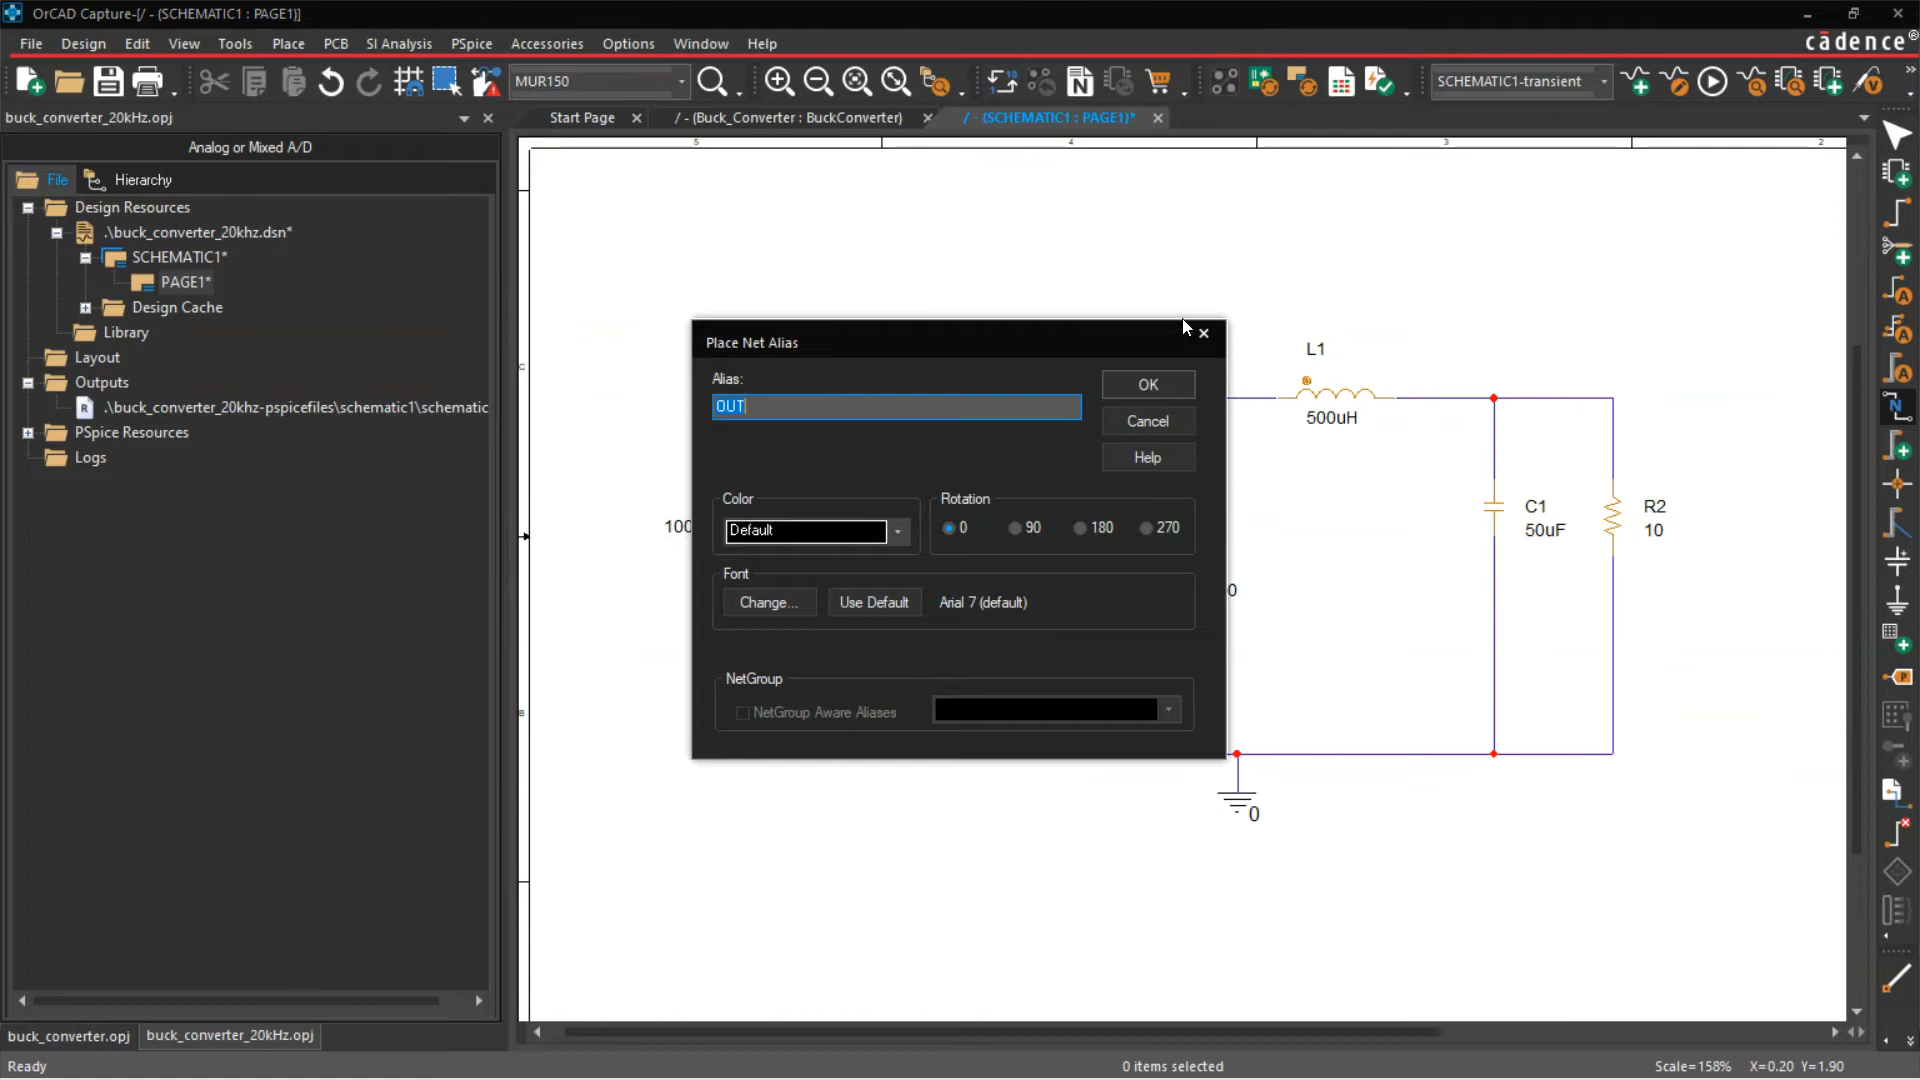 OrCAD Capture-[/ - (SCHEMATIC1 : PAGE1)]
File Design Edit View Tools Place PCB SI Analysis PSpice Accessories Options Window Help
cādence®
MUR150
SCHEMATIC1-transient
buck_converter_20kHz.opj
Start Page
/ - (Buck_Converter : BuckConverter)
/ - (SCHEMATIC1 : PAGE1)*
Analog or Mixed A/D
File
Hierarchy
Design Resources
.\buck_converter_20khz.dsn*
SCHEMATIC1*
PAGE1*
Design Cache
Library
Layout
Outputs
.\buck_converter_20khz-pspicefiles\schematic1\schematic
PSpice Resources
Logs
5
4
3
2
C
B
Place Net Alias
Alias:
OUT
OK
Cancel
Help
Color
Default
Rotation
0 90 180 270
Font
Change...
Use Default
Arial 7 (default)
NetGroup
NetGroup Aware Aliases
100
0
L1
500uH
C1
50uF
R2
10
0
buck_converter.opj
buck_converter_20kHz.opj
Ready
0 items selected
Scale=158% X=0.20 Y=1.90